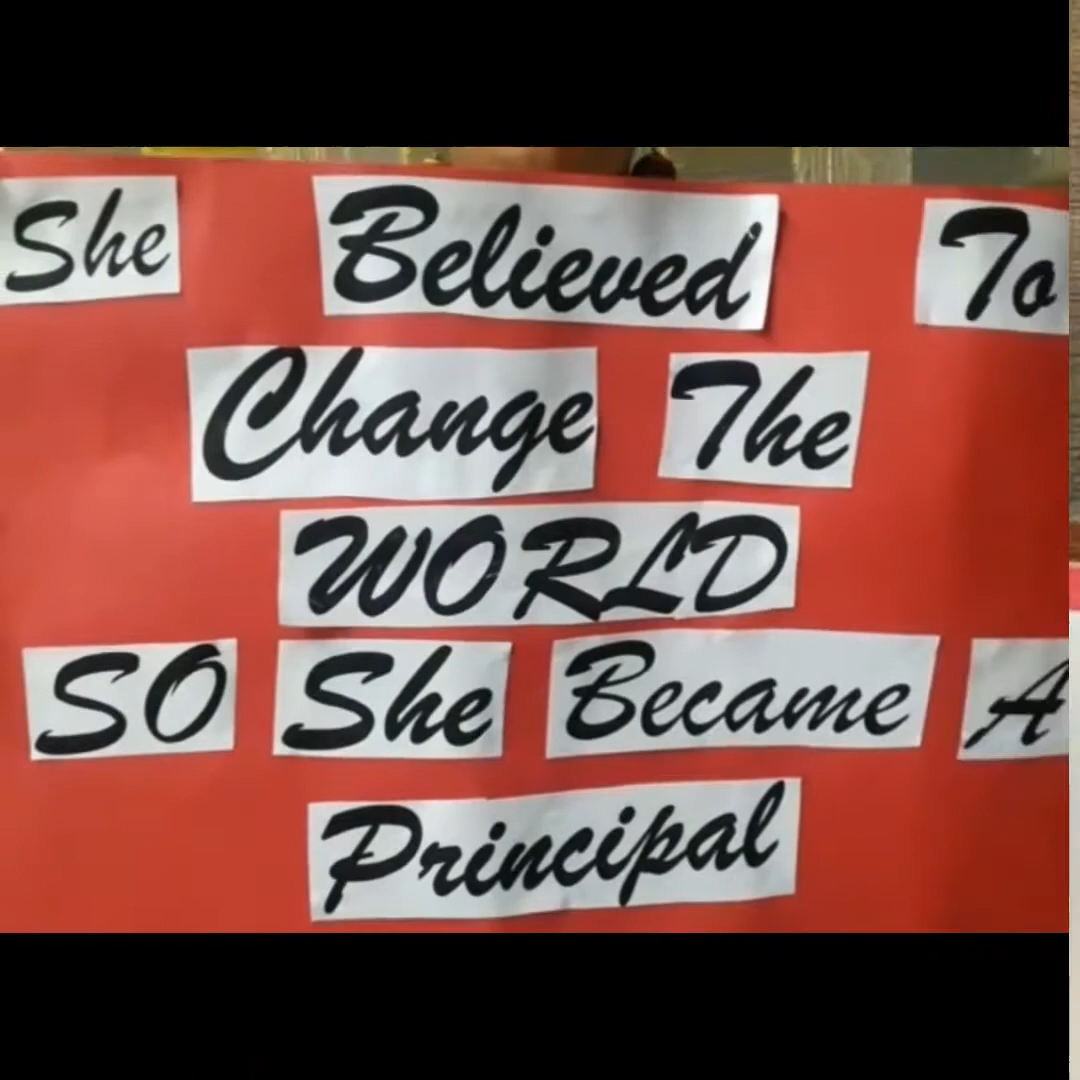 She Believed To
Change The
WORLD
SO She Became A
Principal